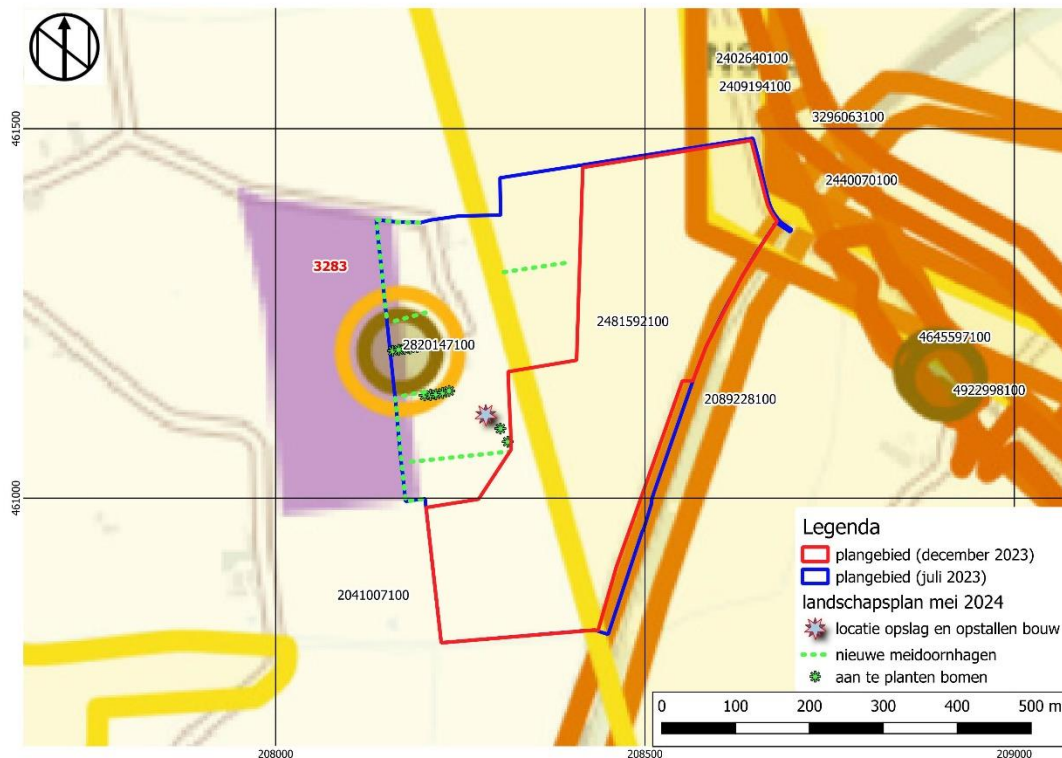 2402640100
2409194100
3296063100
461500
2440070100
3283
2481592100
2820147100
4645597100
2089228100
4922998100
461000
2041007100
Legenda
plangebied (december 2023)
plangebied (juli 2023)
landschapsplan mei 2024
locatie opslag en opstallen bouw
nieuwe meidoornhagen
aan te planten bomen
0 100 200 300 400 500 m
208000 208500 209000